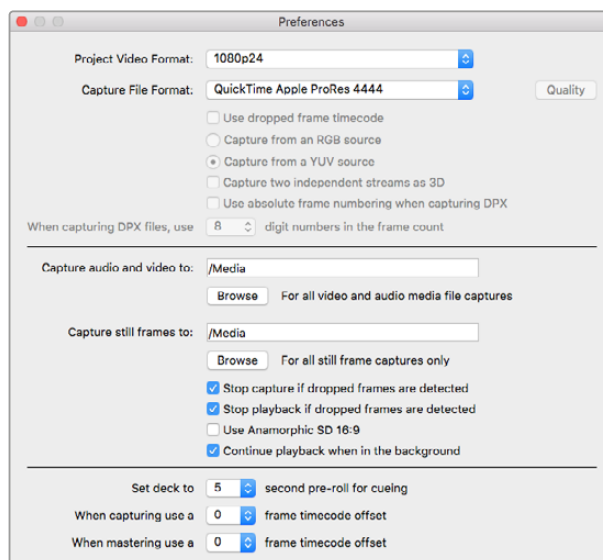 Preferences
Project Video Format: 1080p24
Capture File Format: QuickTime Apple ProRes 4444 Quality
Use dropped frame timecode
Capture from an RGB source
Capture from a YUV source
Capture two independent streams as 3D
Use absolute frame numbering when capturing DPX
When capturing DPX files, use 8 digit numbers in the frame count
Capture audio and video to: /Media
Browse For all video and audio media file captures
Capture still frames to: /Media
Browse For all still frame captures only
Stop capture if dropped frames are detected
Stop playback if dropped frames are detected
Use Anamorphic SD 16:9
Continue playback when in the background
Set deck to 5 second pre-roll for cueing
When capturing use a 0 frame timecode offset
When mastering use a 0 frame timecode offset